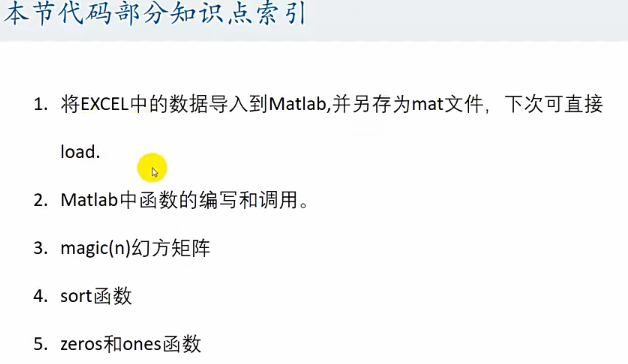 本节代码部分知识点索引
1. 将EXCEL中的数据导入到Matlab,并另存为mat文件，下次可直接
load.
2. Matlab中函数的编写和调用。
3. magic(n)幻方矩阵
4. sort函数
5. zeros和ones函数